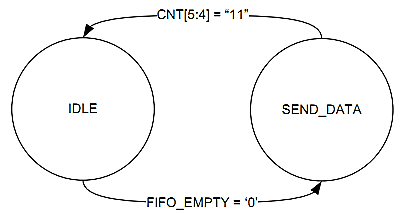 CNT[5:4] = “11”
IDLE
SEND_DATA
FIFO_EMPTY = ‘0’